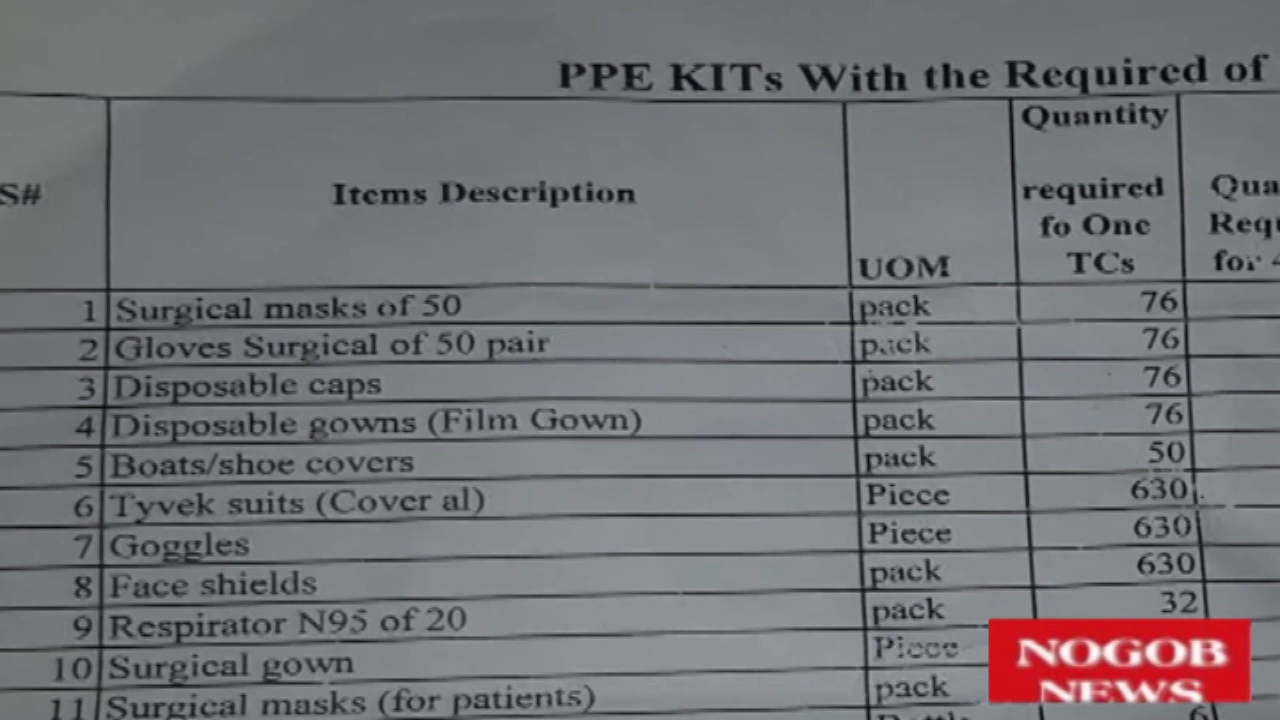 PPE KITs With the Required of
S# Items Description UOM Quantity required fo One TCs
1 Surgical masks of 50 pack 76
2 Gloves Surgical of 50 pair pack 76
3 Disposable caps pack 76
4 Disposable gowns (Film Gown) pack 76
5 Boats/shoe covers pack 50
6 Tyvek suits (Cover al) Piece 630
7 Goggles Piece 630
8 Face shields pack 630
9 Respirator N95 of 20 pack 32
10 Surgical gown Piece
11 Surgical masks (for patients) pack
NOGOB
NEWS